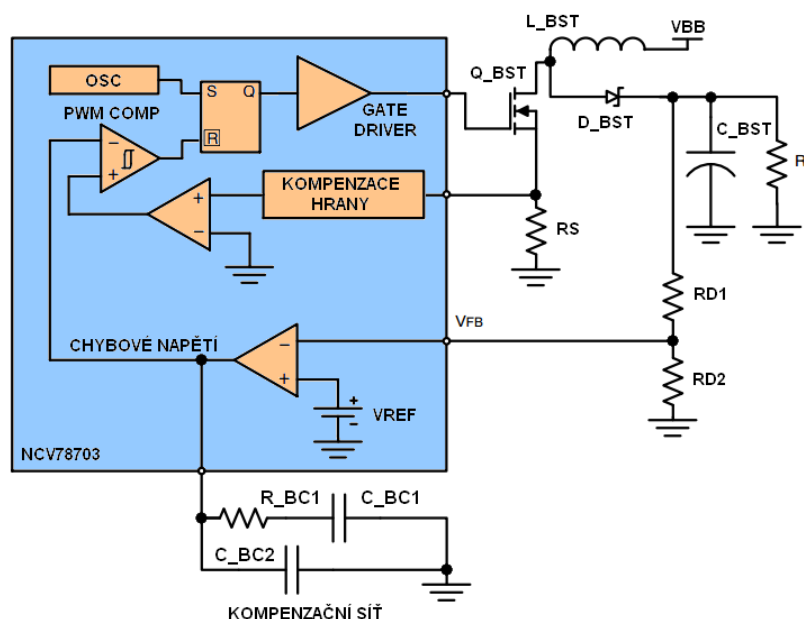 L_BST
VBB
OSC
S
Q
Q_BST
PWM COMP
GATE
DRIVER
D_BST
C_BST
R
-
+
R
KOMPENZACE
HRANY
+
-
RS
RD1
VFB
CHYBOVÉ NAPĚTÍ
-
+
RD2
+
-
VREF
NCV78703
R_BC1
C_BC1
C_BC2
KOMPENZAČNÍ SÍŤ